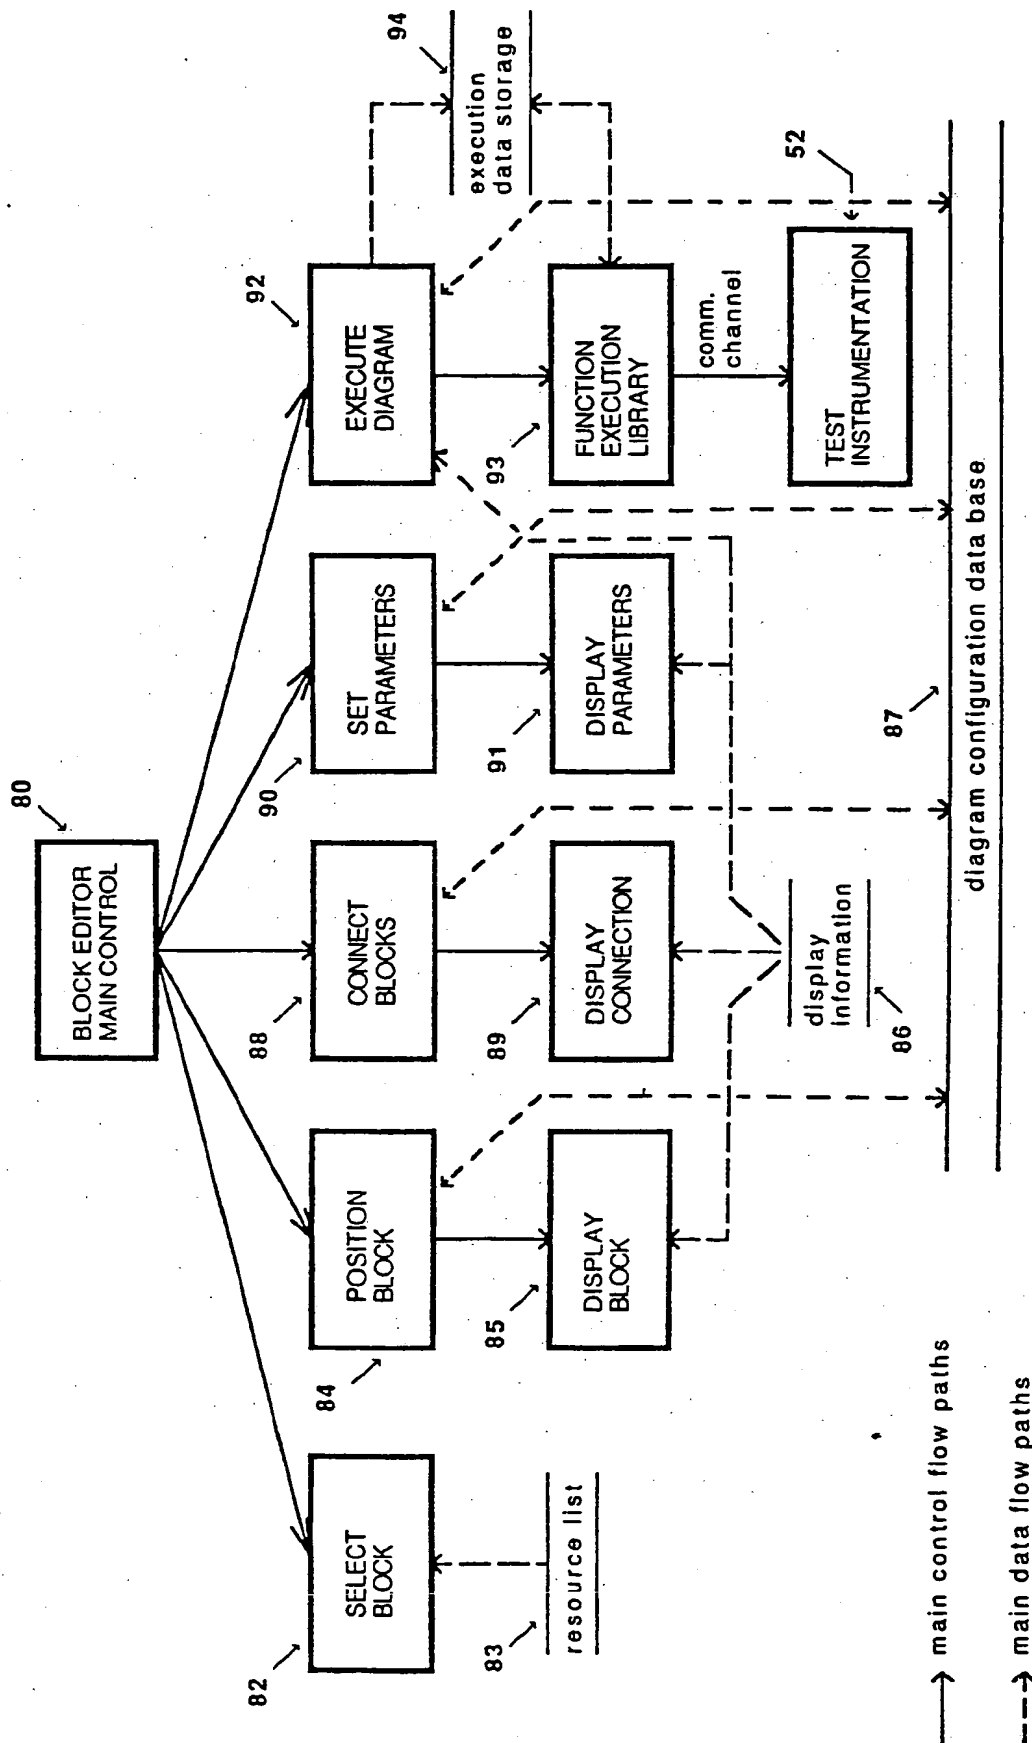 80
BLOCK EDITOR
MAIN CONTROL
82
SELECT
BLOCK
84
POSITION
BLOCK
88
CONNECT
BLOCKS
90
SET
PARAMETERS
92
EXECUTE
DIAGRAM
94
execution
data storage
83
resource list
85
DISPLAY
BLOCK
89
DISPLAY
CONNECTION
91
DISPLAY
PARAMETERS
93
FUNCTION
EXECUTION
LIBRARY
comm.
channel
52
TEST
INSTRUMENTATION
display
information
86
87
diagram configuration data base
main control flow paths
main data flow paths